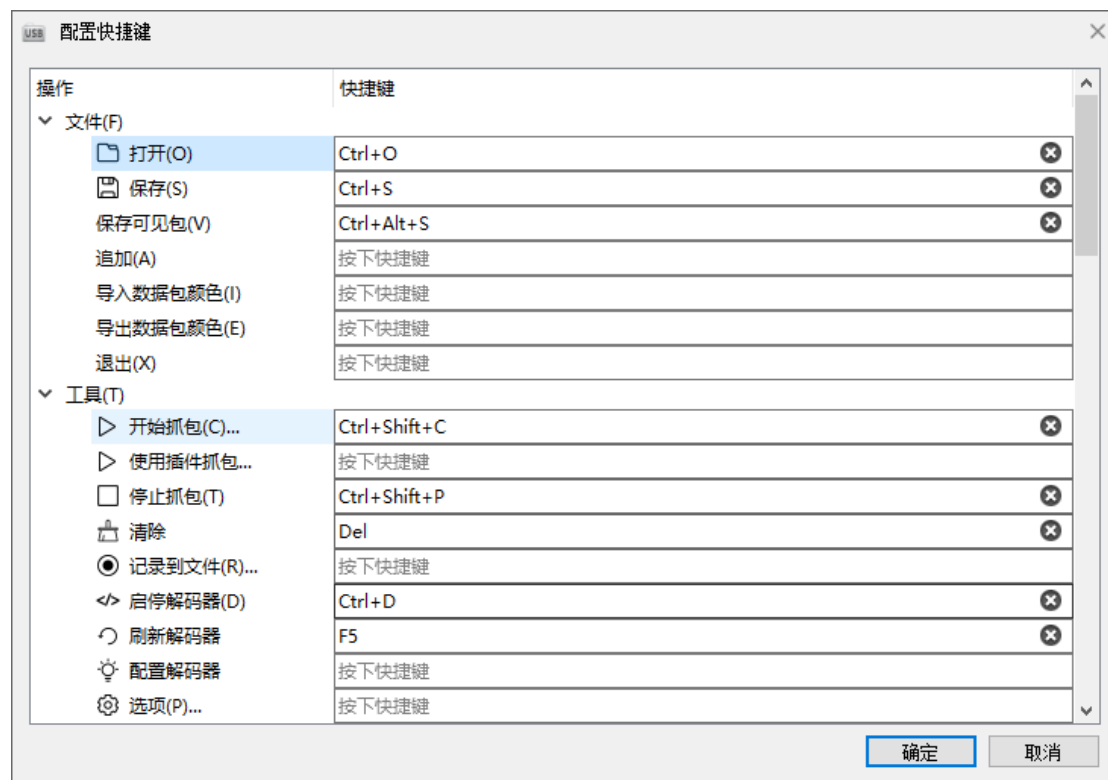 USB 配置快捷键
操作 快捷键
文件(F)
打开(O) Ctrl+O
保存(S) Ctrl+S
保存可见包(V) Ctrl+Alt+S
追加(A) 按下快捷键
导入数据包颜色(I) 按下快捷键
导出数据包颜色(E) 按下快捷键
退出(X) 按下快捷键
工具(T)
开始抓包(C)... Ctrl+Shift+C
使用插件抓包... 按下快捷键
停止抓包(T) Ctrl+Shift+P
清除 Del
记录到文件(R)... 按下快捷键
启停解码器(D) Ctrl+D
刷新解码器 F5
配置解码器 按下快捷键
选项(P)... 按下快捷键
确定 取消